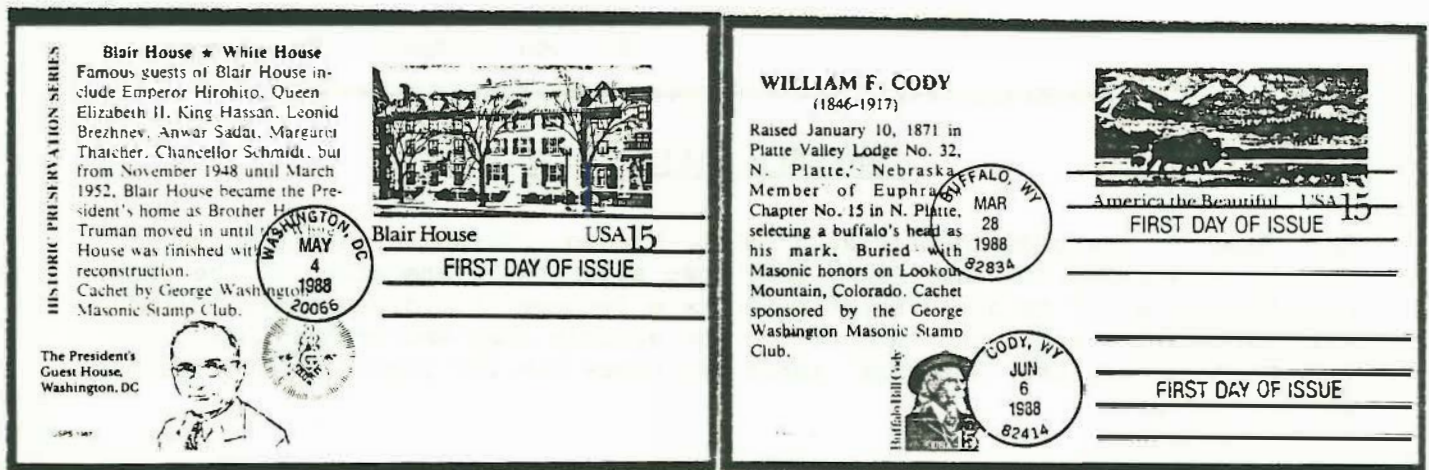 HISTORIC PRESERVATION SERIES
Blair House ★ White House
Famous guests of Blair House in-
clude Emperor Hirohito, Queen
Elizabeth II, King Hassan, Leonid
Brezhnev, Anwar Sadat, Margaret
Thatcher, Chancellor Schmidt, but
from November 1948 until March
1952, Blair House became the Pre-
sident's home as Brother H
Truman moved in until
House was finished with
reconstruction.
Cachet by George Washington
Masonic Stamp Club.
The President's
Guest House,
Washington, DC
WASHINGTON, DC
MAY
4
1988
20066
Blair House USA 15
FIRST DAY OF ISSUE
WILLIAM F. CODY
(1846-1917)
Raised January 10, 1871 in
Platte Valley Lodge No. 32,
N. Platte, Nebraska
Member of Euphra
Chapter No. 15 in N. Platte,
selecting a buffalo's head as
his mark. Buried with
Masonic honors on Lookout
Mountain, Colorado. Cachet
sponsored by the George
Washington Masonic Stamp
Club.
BUFFALO, WY
MAR
28
1988
82834
America the Beautiful USA 15
FIRST DAY OF ISSUE
Buffalo Bill Cody
USA 15
CODY, WY
JUN
6
1988
82414
FIRST DAY OF ISSUE